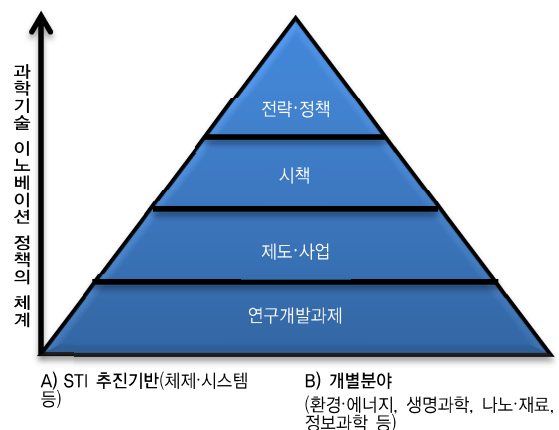 과학기술 이노베이션 정책의 체계
전략·정책
시책
제도·사업
연구개발과제
A) STI 추진기반(체제·시스템
등)
B) 개별분야
(환경·에너지, 생명과학, 나노·재료,
정보과학 등)